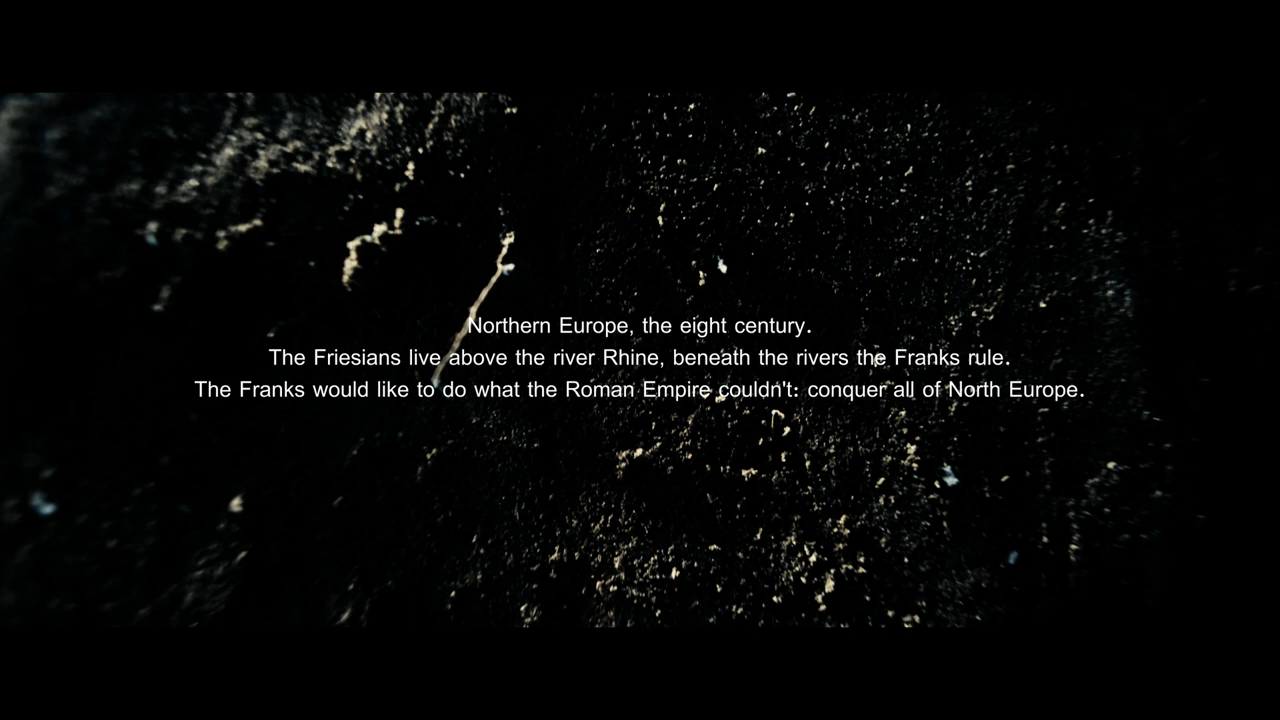 Northern Europe, the eight century.
The Friesians live above the river Rhine, beneath the rivers the Franks rule.
The Franks would like to do what the Roman Empire couldn't: conquer all of North Europe.